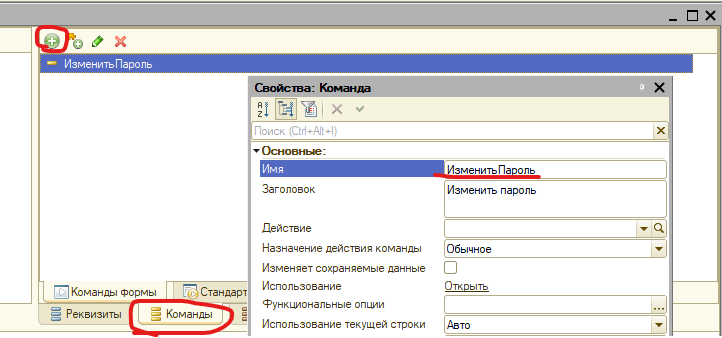 ИзменитьПароль
Свойства: Команда
Поиск (Ctrl+Alt+I)
Основные:
Имя ИзменитьПароль
Заголовок Изменить пароль
Действие
Назначение действия команды Обычное
Изменяет сохраняемые данные
Использование Открыть
Функциональные опции
Использование текущей строки Авто
Команды формы Стандарт
Реквизиты Команды